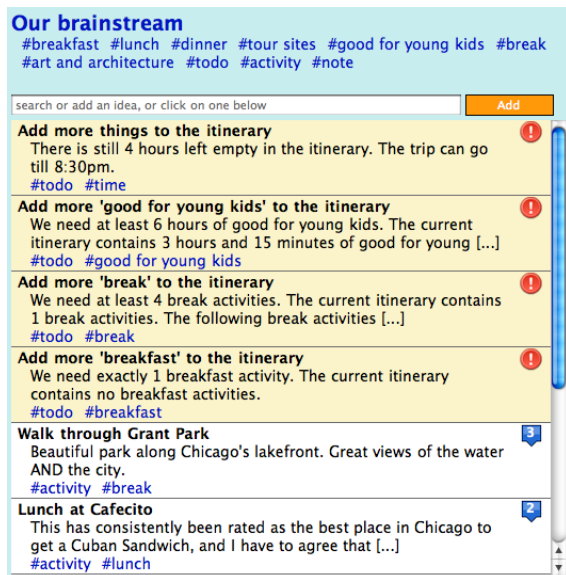 Our brainstream
#breakfast #lunch #dinner #tour sites #good for young kids #break
#art and architecture #todo #activity #note
search or add an idea, or click on one below
Add
Add more things to the itinerary
There is still 4 hours left empty in the itinerary. The trip can go
till 8:30pm.
#todo #time
Add more 'good for young kids' to the itinerary
We need at least 6 hours of good for young kids. The current
itinerary contains 3 hours and 15 minutes of good for young [...]
#todo #good for young kids
Add more 'break' to the itinerary
We need at least 4 break activities. The current itinerary contains
1 break activities. The following break activities [...]
#todo #break
Add more 'breakfast' to the itinerary
We need exactly 1 breakfast activity. The current itinerary
contains no breakfast activities.
#todo #breakfast
Walk through Grant Park
3
Beautiful park along Chicago's lakefront. Great views of the water
AND the city.
#activity #break
Lunch at Cafecito
2
This has consistently been rated as the best place in Chicago to
get a Cuban Sandwich, and I have to agree that [...]
#activity #lunch